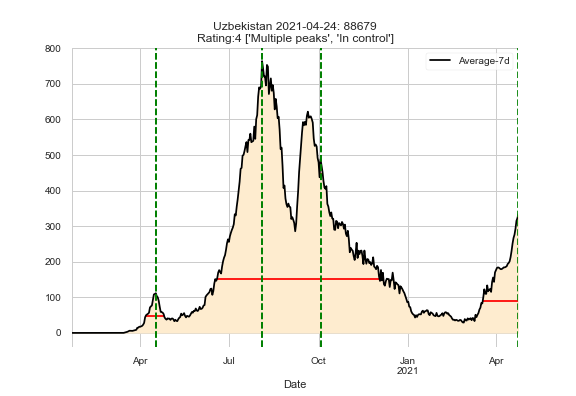 Uzbekistan 2021-04-24: 88679
Rating:4 ['Multiple peaks', 'In control']
Average-7d
800
700
600
500
400
300
200
100
0
Apr
Jul
Oct
Jan
2021
Apr
Date